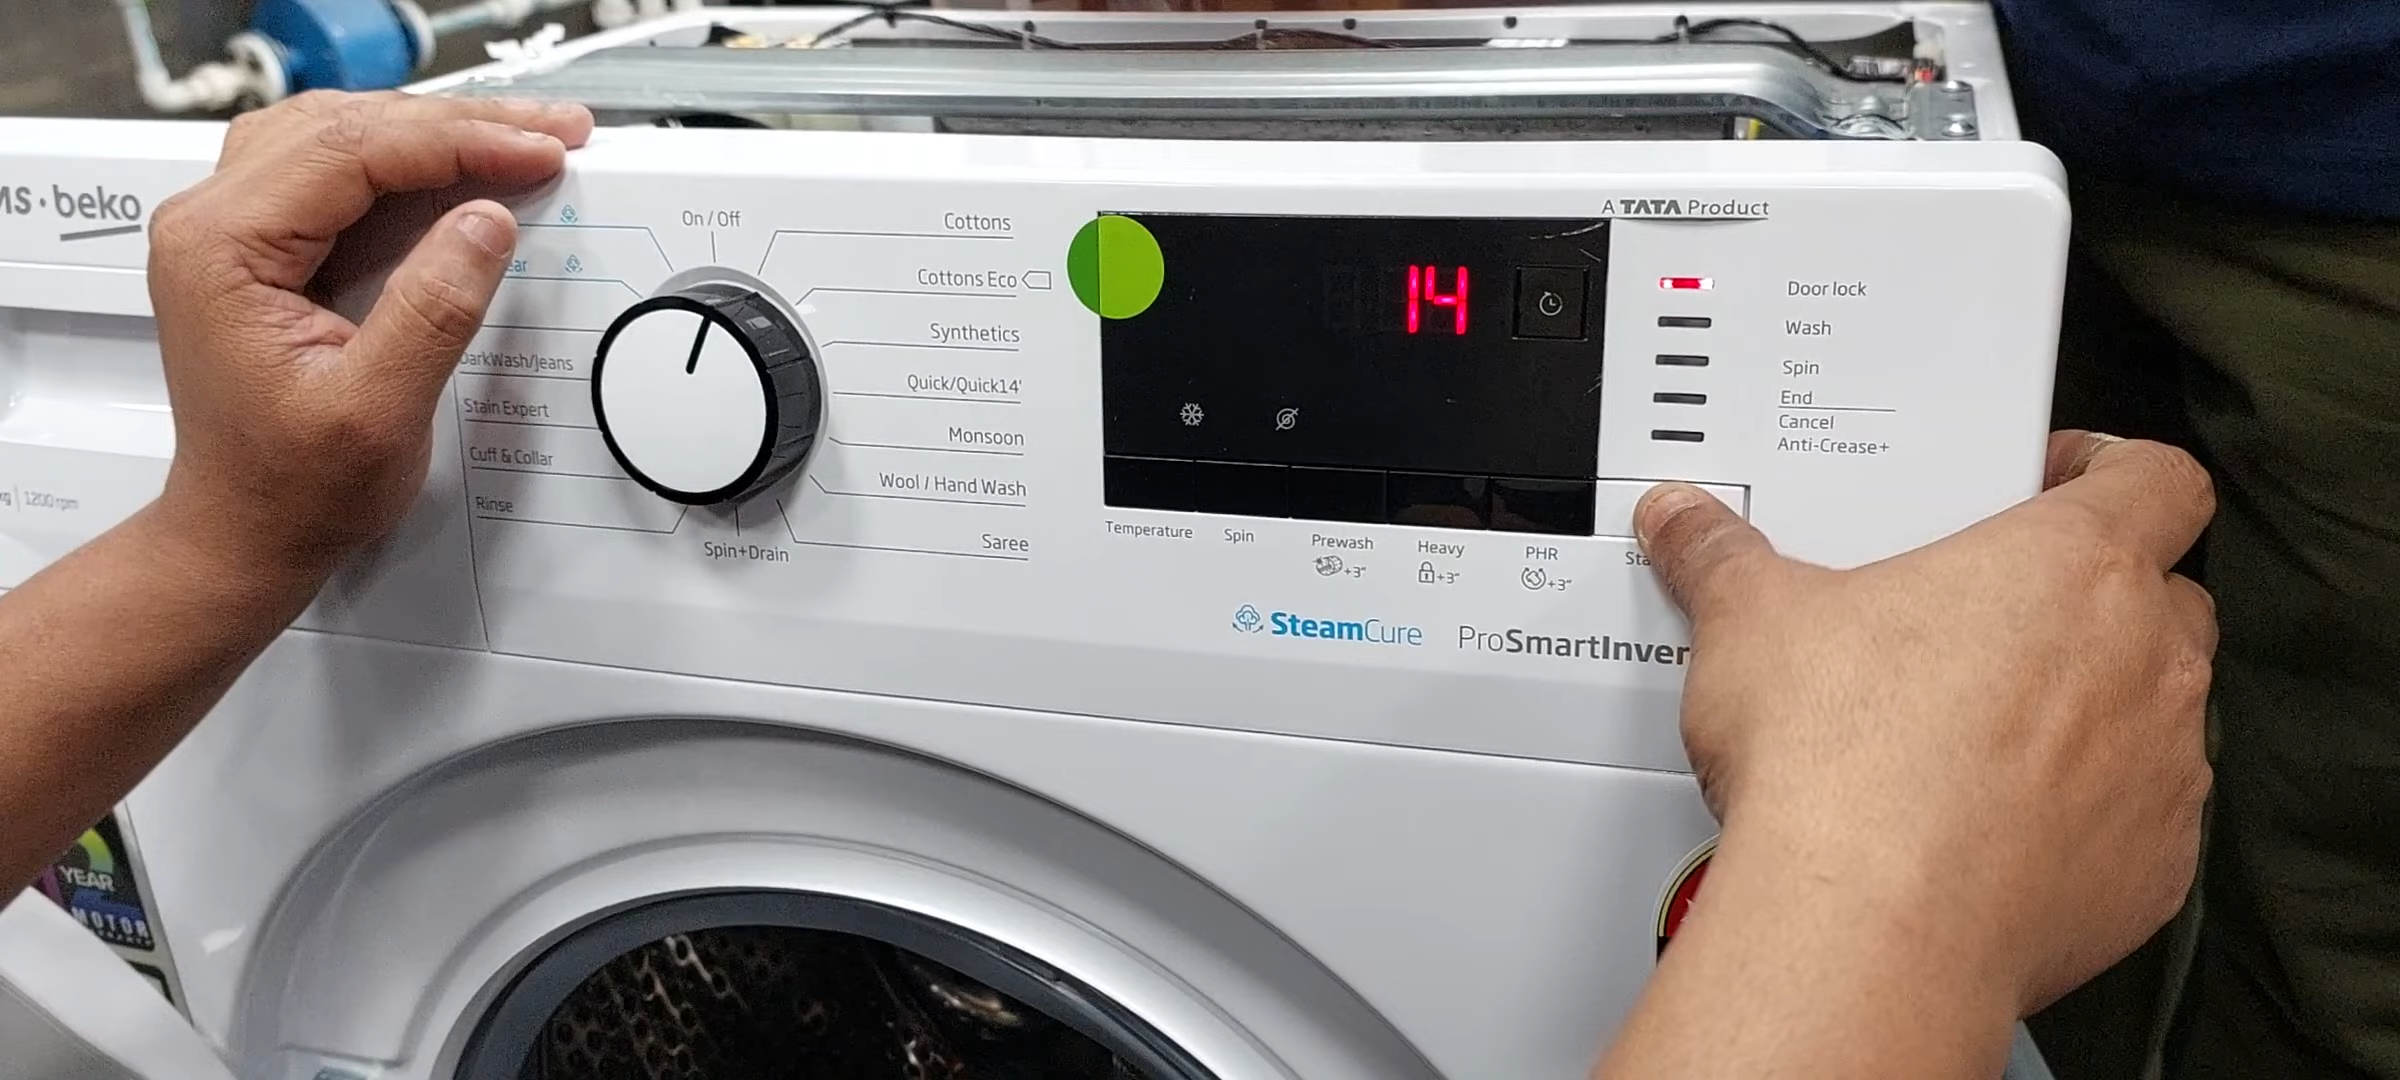 MS · beko
A TATA Product
On / Off
Cottons
Cottons Eco
Synthetics
Quick/Quick14'
Monsoon
Wool / Hand Wash
Saree
Spin+Drain
DarkWash/Jeans
Stain Expert
Cuff & Collar
Rinse
1200 rpm
14
Door lock
Wash
Spin
End
Cancel
Anti-Crease+
Temperature
Spin
Prewash
+3"
Heavy
+3"
PHR
+3"
Sta
SteamCure
ProSmartInver
YEAR
MOTOR